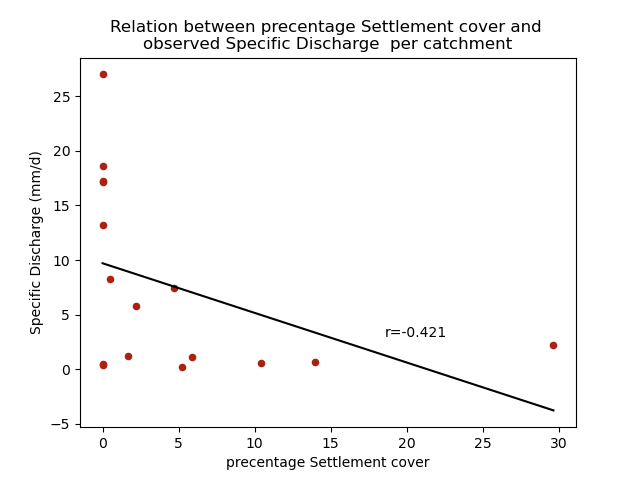 Relation between precentage Settlement cover and
observed Specific Discharge  per catchment
Specific Discharge (mm/d)
25
20
15
10
5
0
−5
r=-0.421
0 5 10 15 20 25 30
precentage Settlement cover